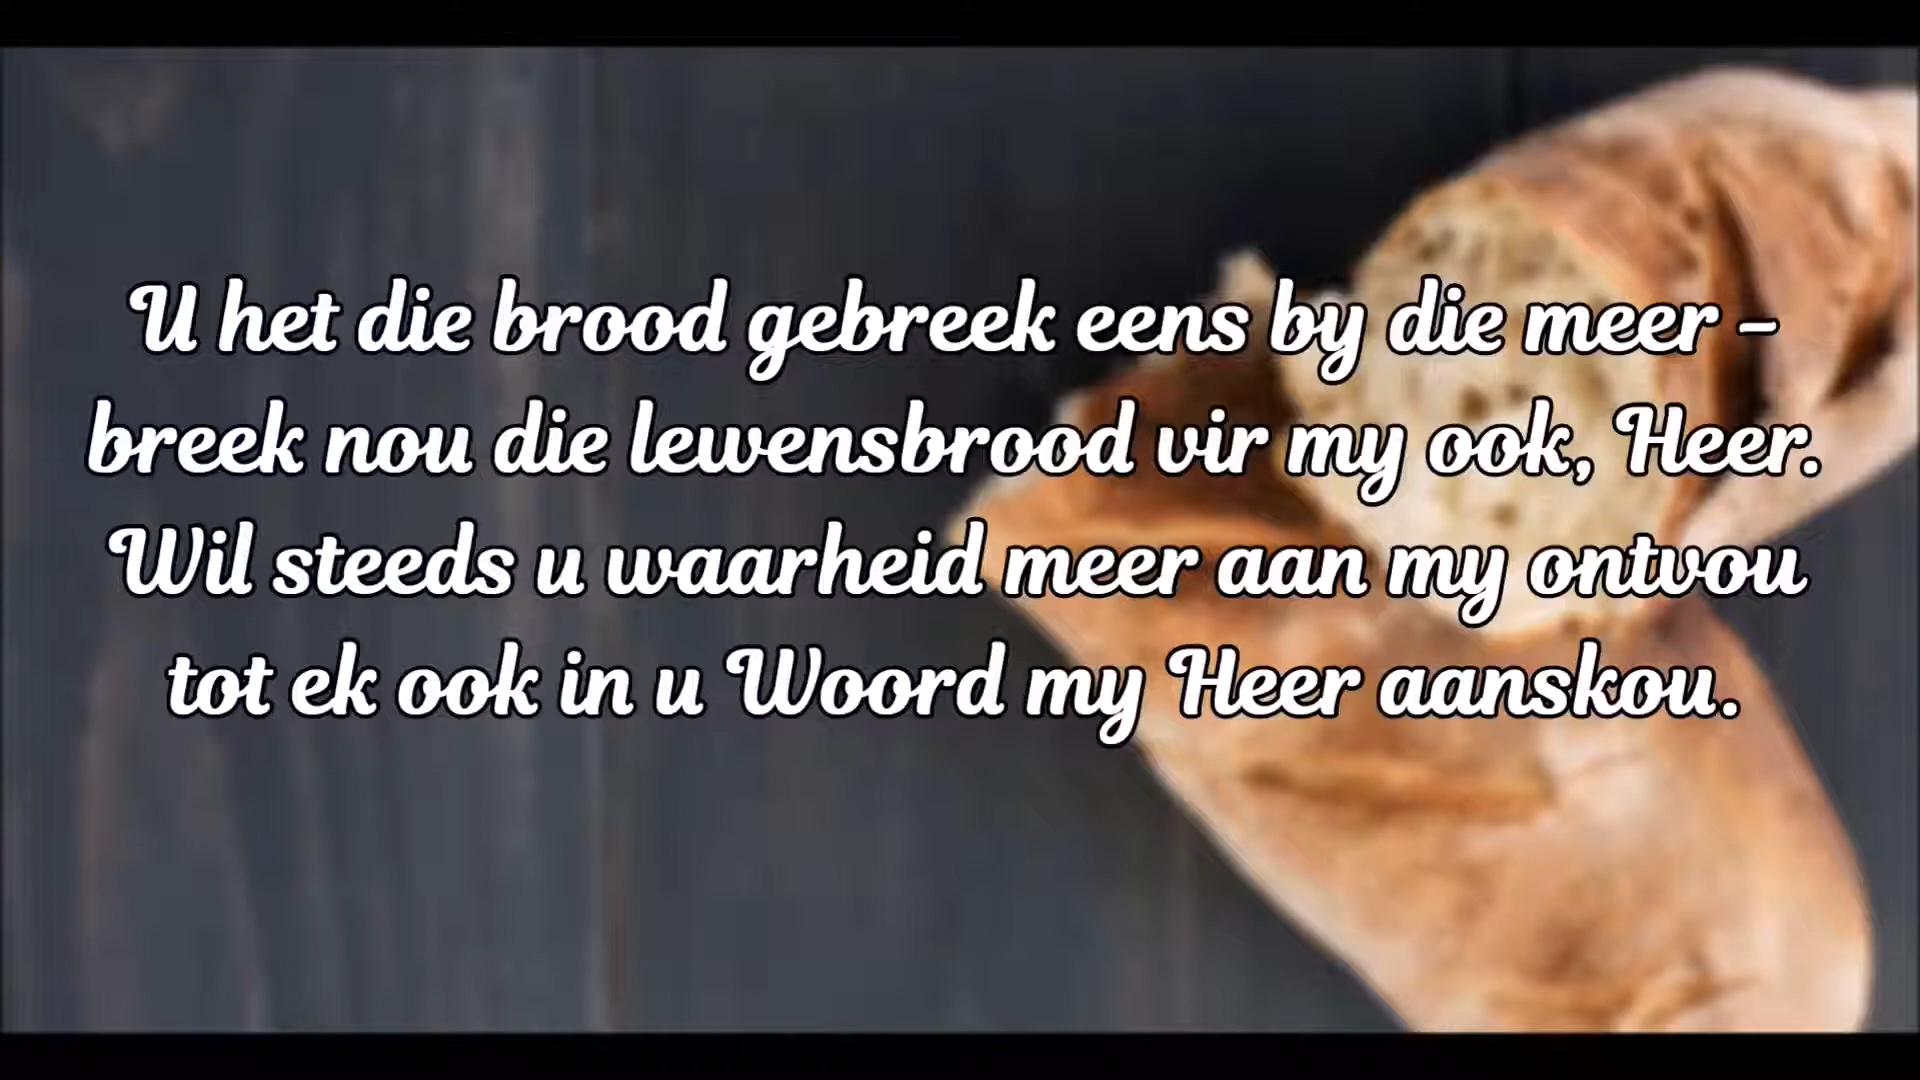 U het die brood gebreek eens by die meer –
breek nou die lewensbrood vir my ook, Heer.
Wil steeds u waarheid meer aan my ontvou
tot ek ook in u Woord my Heer aanskou.